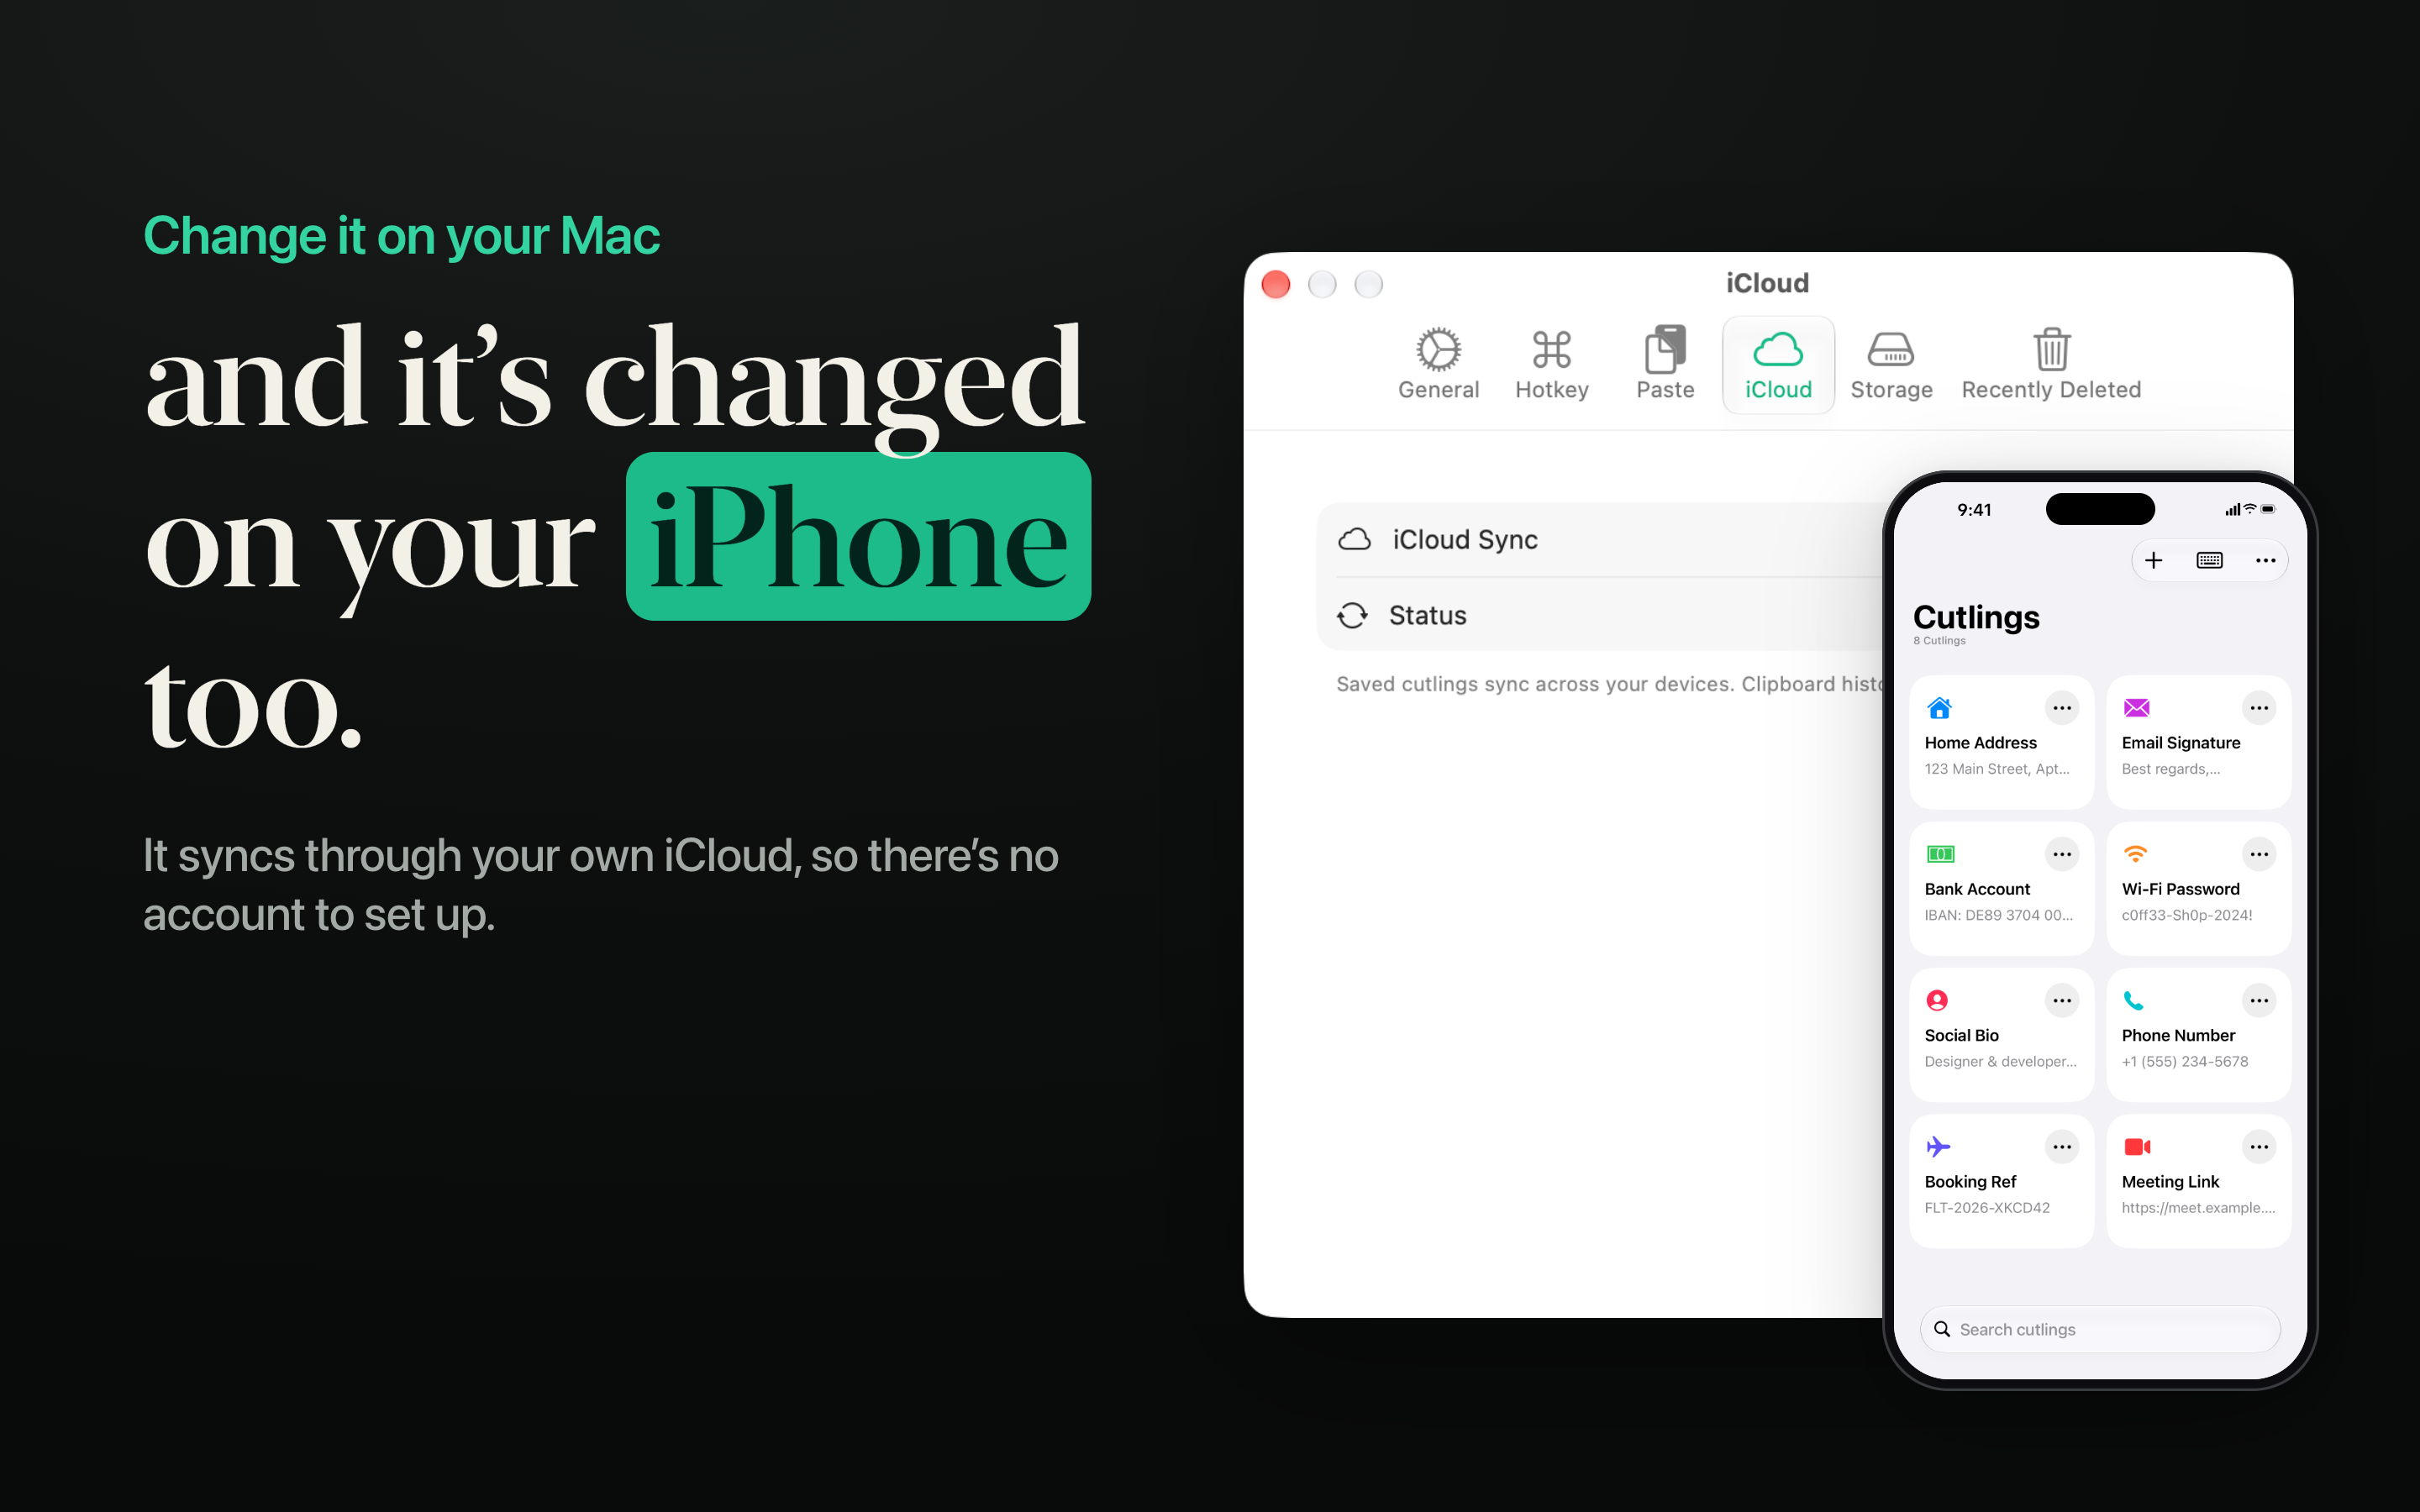 Change it on your Mac
and it’s changed
on your iPhone
too.
It syncs through your own iCloud, so there’s no
account to set up.
iCloud
General
Hotkey
Paste
iCloud
Storage
Recently Deleted
iCloud Sync
Status
Saved cutlings sync across your devices. Clipboard
9:41
Cutlings
8 Cutlings
Home Address
123 Main Street, Apt...
Email Signature
Best regards,...
Bank Account
IBAN: DE89 3704 00...
Wi-Fi Password
c0ff33-Sh0p-2024!
Social Bio
Designer & developer...
Phone Number
+1 (555) 234-5678
Booking Ref
FLT-2026-XKCD42
Meeting Link
https://meet.example....
Search cutlings